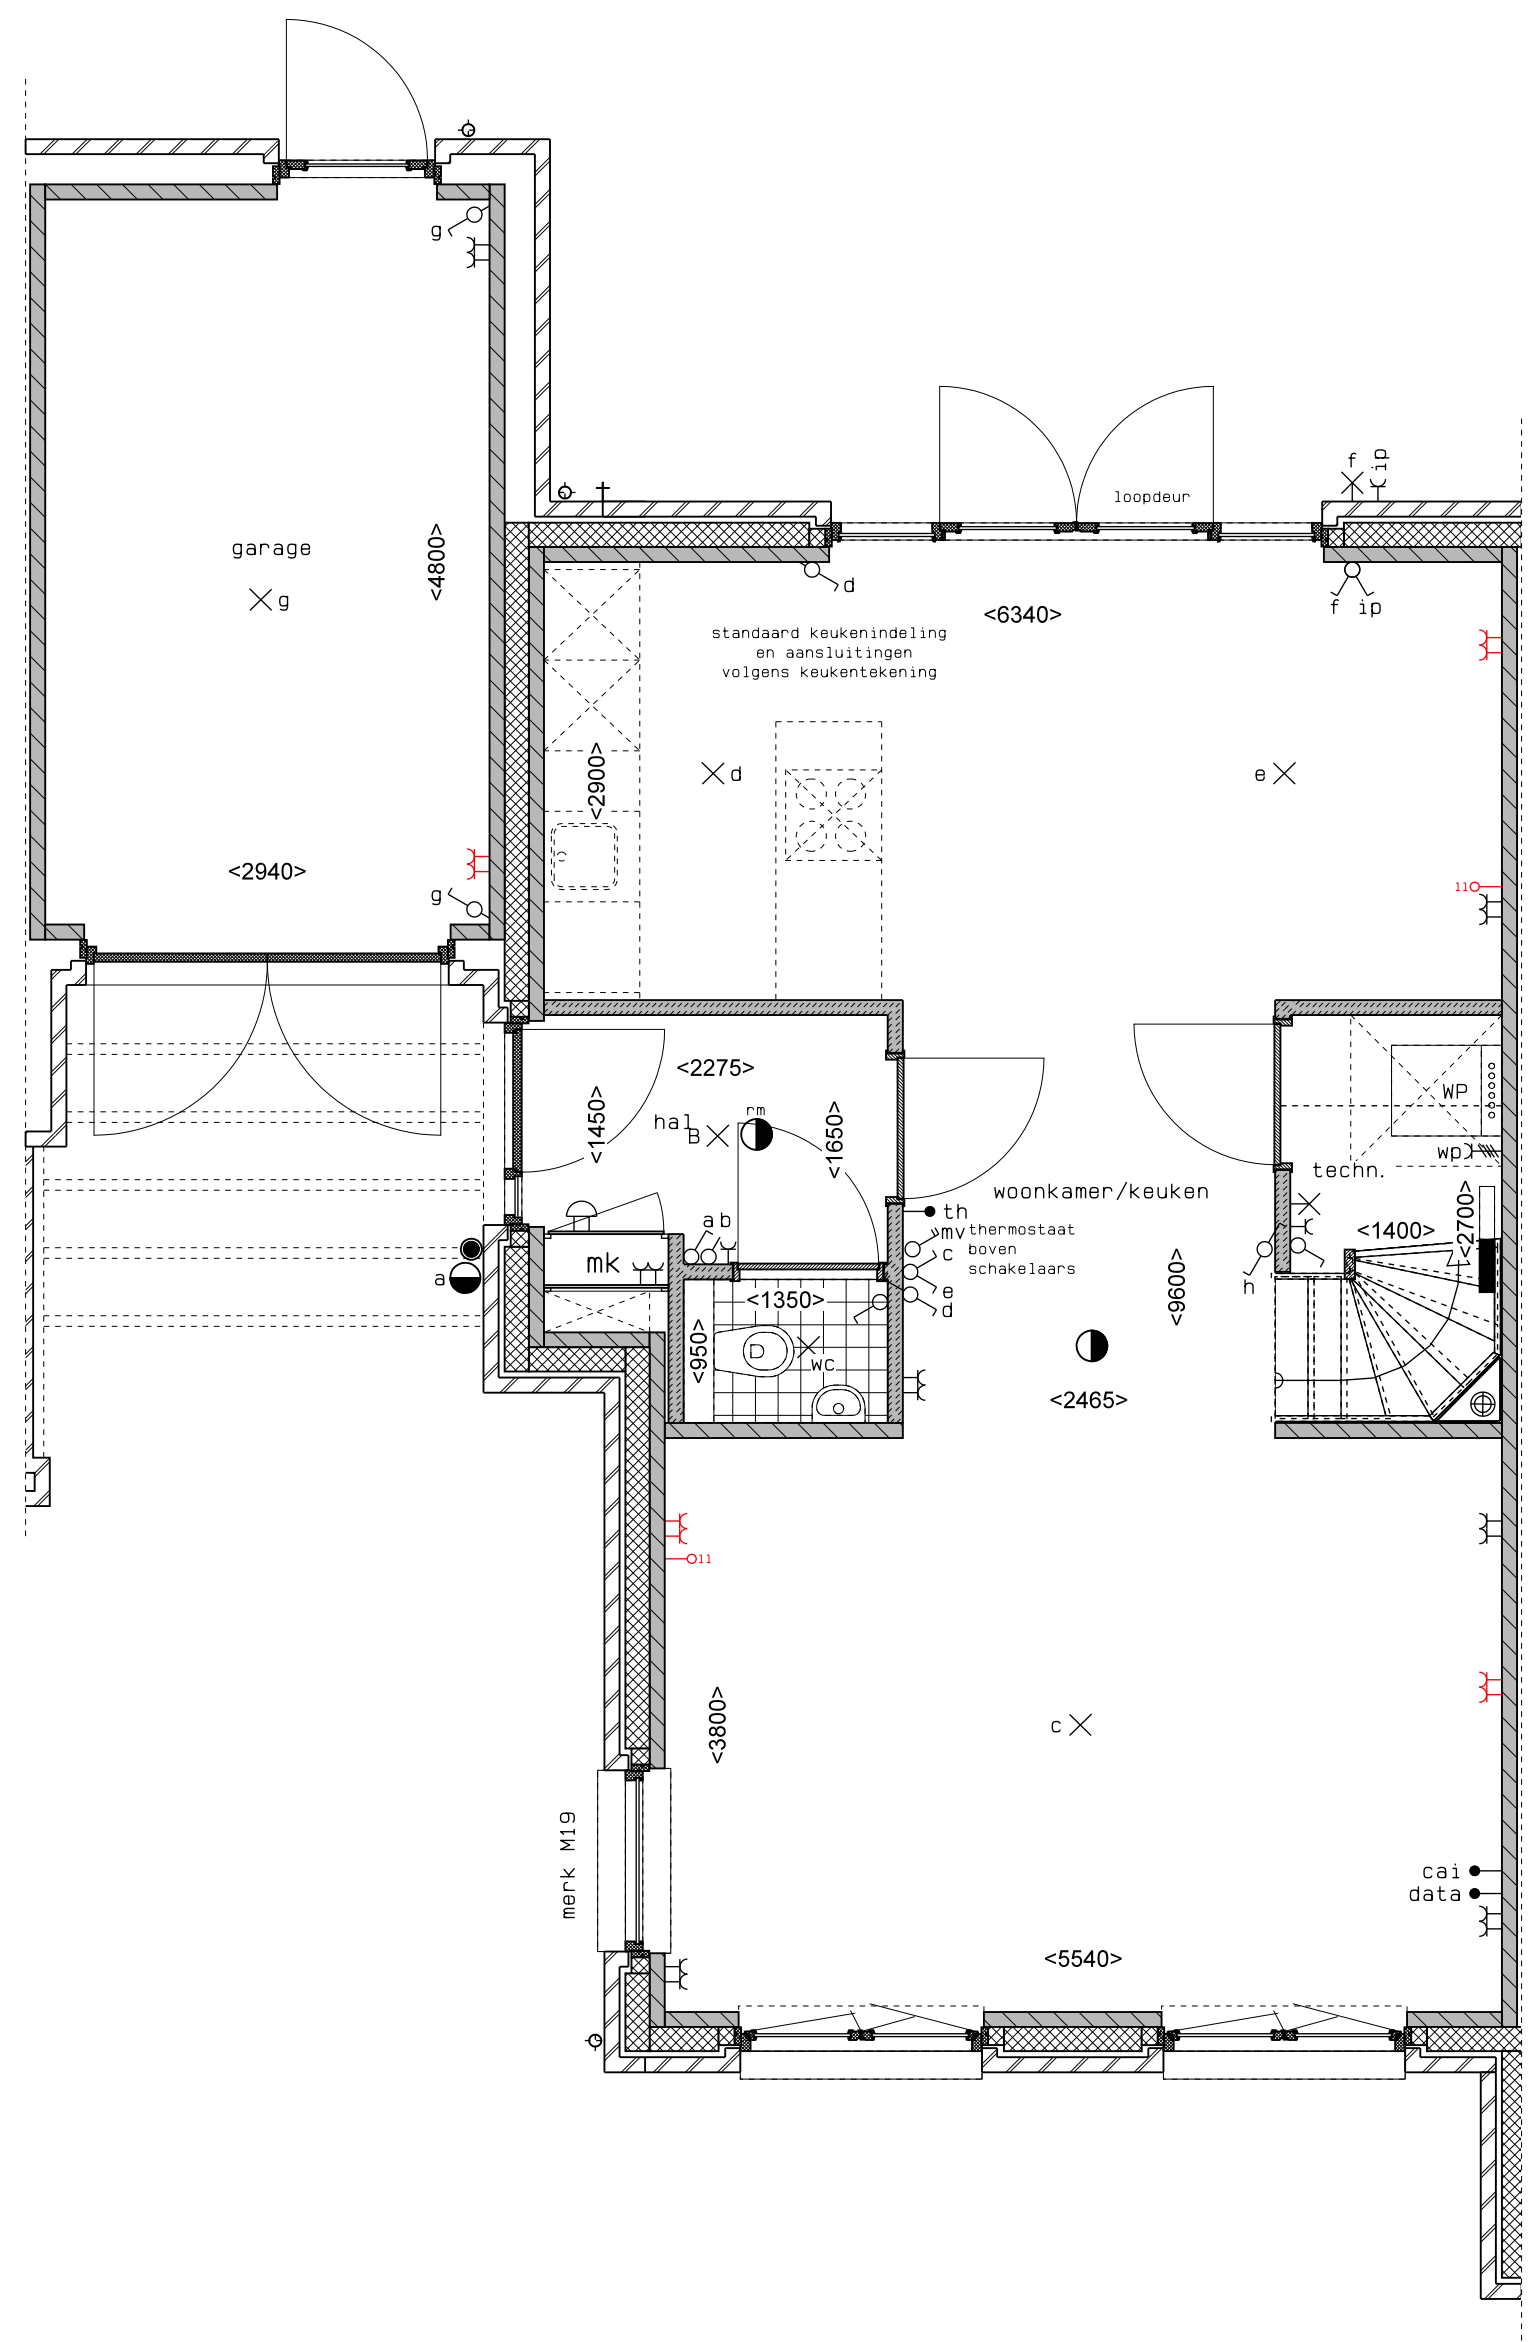 g
f
ip
loopdeur
garage
<4800>
g
d
<6340>
f ip
standaard keukenindeling
en aansluitingen
volgens keukentekening
<2900>
d
e
<2940>
g
11
<2275>
<1450>
hal
B
rm
<1650>
WP
wp
techn.
woonkamer/keuken
th
mv
thermostaat
boven
schakelaars
c
e
d
a b
mk
a
<1400>
<2700>
<9600>
h
<1350>
<950>
wc
<2465>
11
<3800>
c
merk M19
cai
data
<5540>